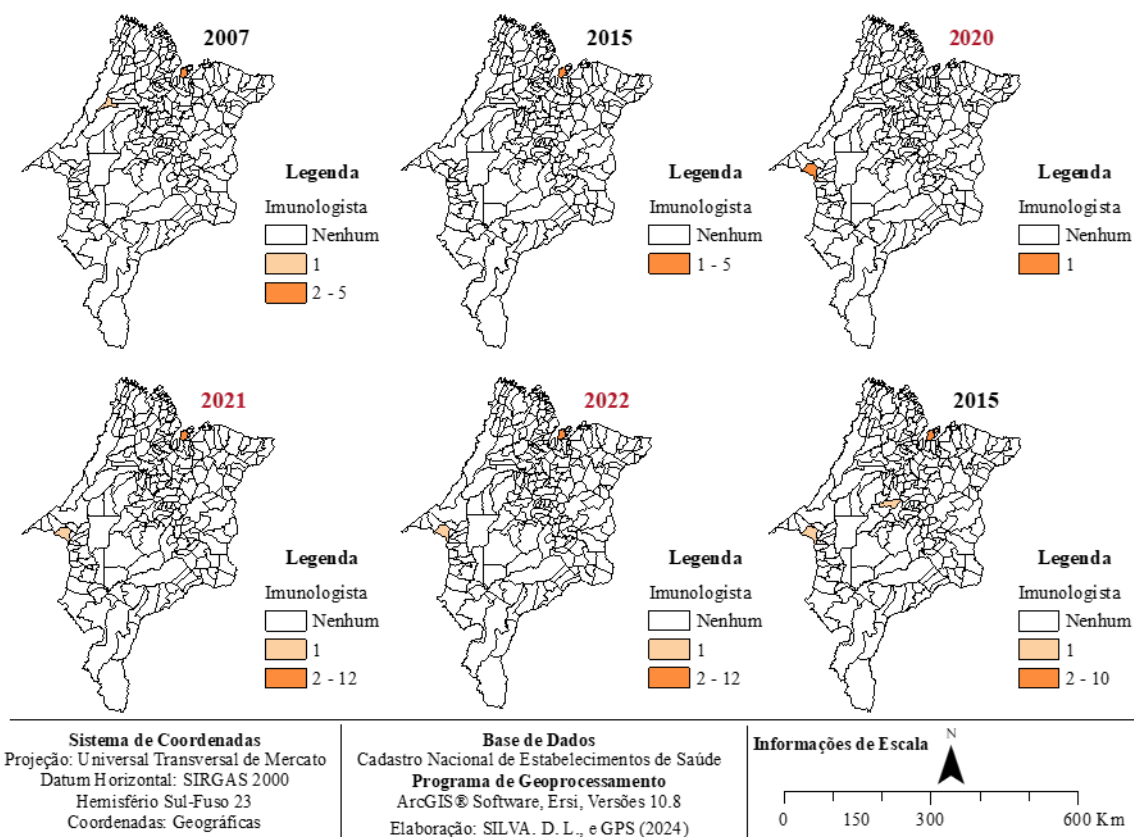 2007
Legenda
Imunologista
Nenhum
1
2 - 5
2015
Legenda
Imunologista
Nenhum
1 - 5
2020
Legenda
Imunologista
Nenhum
1
2021
Legenda
Imunologista
Nenhum
1
2 - 12
2022
Legenda
Imunologista
Nenhum
1
2 - 12
2015
Legenda
Imunologista
Nenhum
1
2 - 10
Sistema de Coordenadas
Projeção: Universal Transversal de Mercato
Datum Horizontal: SIRGAS 2000
Hemisfério Sul-Fuso 23
Coordenadas: Geográficas
Base de Dados
Cadastro Nacional de Estabelecimentos de Saúde
Programa de Geoprocessamento
ArcGIS® Software, Ersi, Versões 10.8
Elaboração: SILVA. D. L., e GPS (2024)
Informações de Escala
N
0 150 300 600 Km